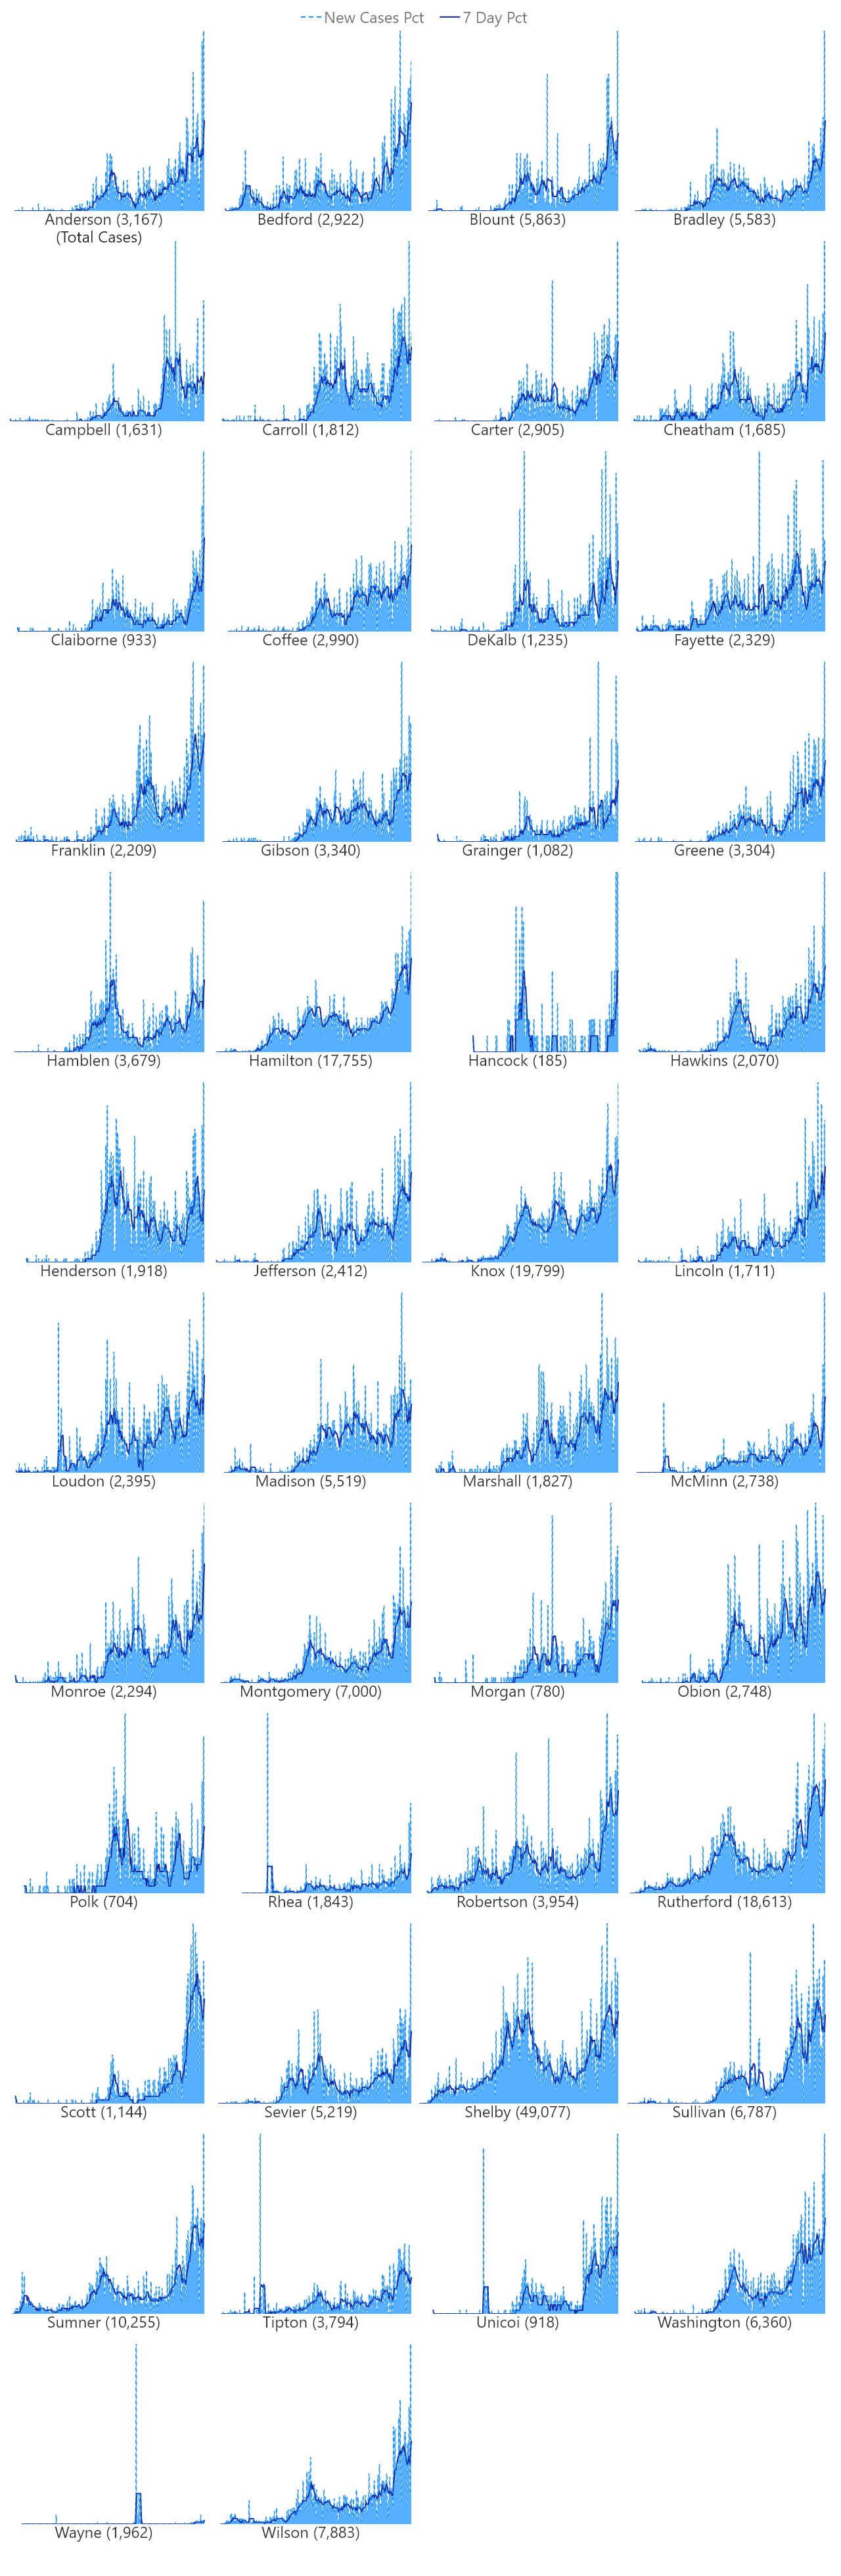 New Cases Pct 7 Day Pct
Anderson (3,167) Bedford (2,922) Blount (5,863) Bradley (5,583)
(Total Cases)
Campbell (1,631) Carroll (1,812) Carter (2,905) Cheatham (1,685)
Claiborne (933) Coffee (2,990) DeKalb (1,235) Fayette (2,329)
Franklin (2,209) Gibson (3,340) Grainger (1,082) Greene (3,304)
Hamblen (3,679) Hamilton (17,755) Hancock (185) Hawkins (2,070)
Henderson (1,918) Jefferson (2,412) Knox (19,799) Lincoln (1,711)
Loudon (2,395) Madison (5,519) Marshall (1,827) McMinn (2,738)
Monroe (2,294) Montgomery (7,000) Morgan (780) Obion (2,748)
Polk (704) Rhea (1,843) Robertson (3,954) Rutherford (18,613)
Scott (1,144) Sevier (5,219) Shelby (49,077) Sullivan (6,787)
Sumner (10,255) Tipton (3,794) Unicoi (918) Washington (6,360)
Wayne (1,962) Wilson (7,883)